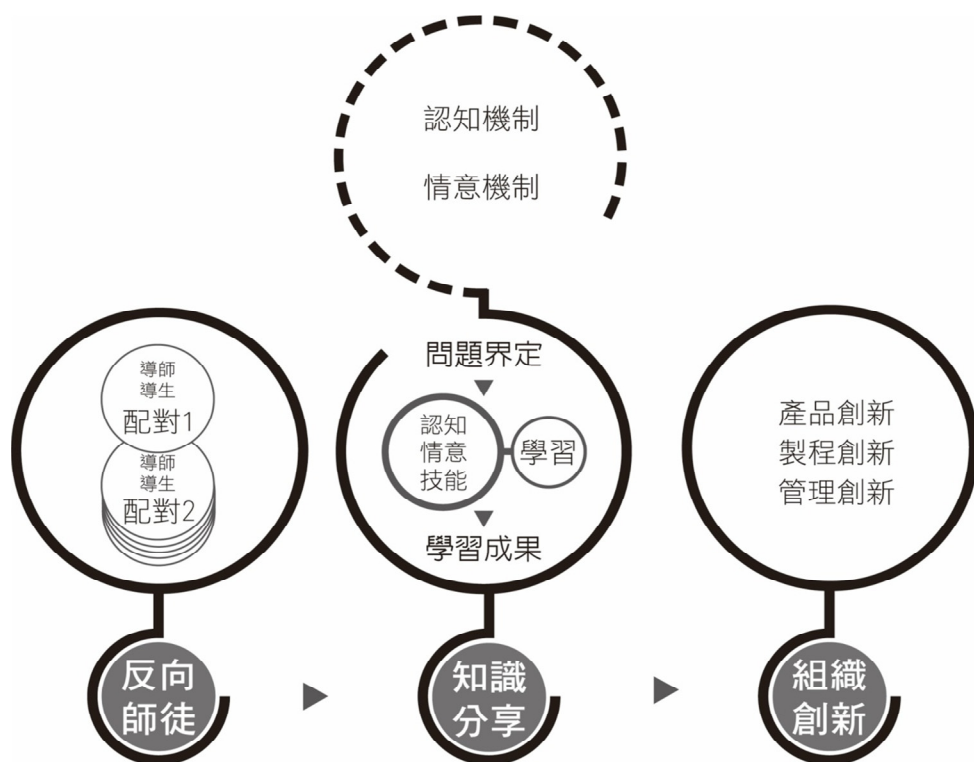 認知機制
情意機制
導師
導生
配對1
導師
導生
配對2
問題界定
認知
情意
技能
學習
學習成果
產品創新
製程創新
管理創新
反向
師徒
知識
分享
組織
創新